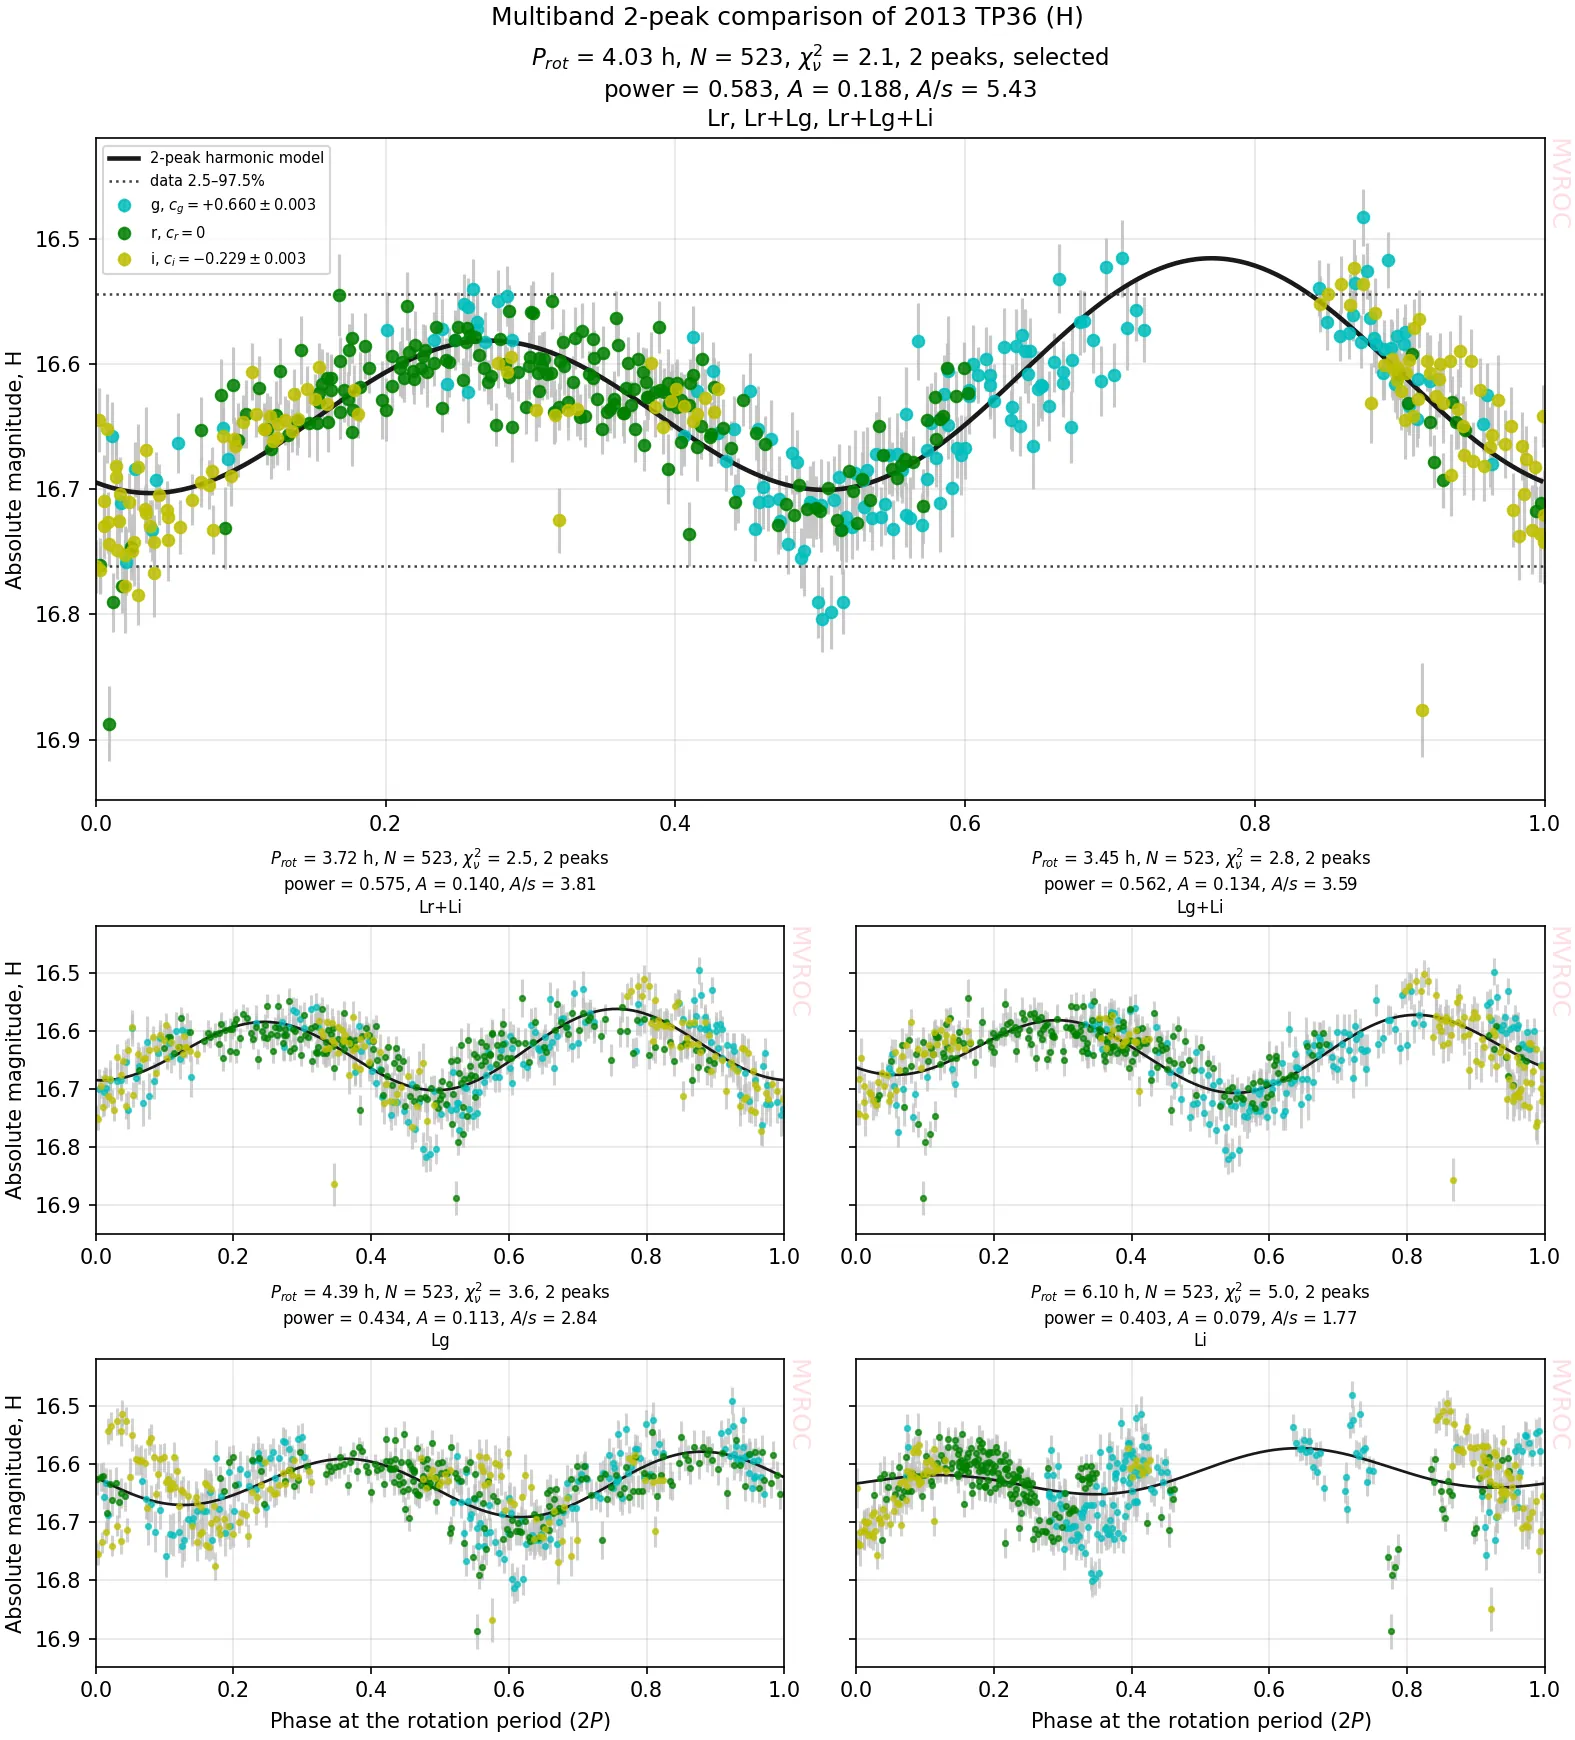 Multiband 2-peak comparison of 2013 TP36 (H)
P_rot = 4.03 h, N = 523, χ²_ν = 2.1, 2 peaks, selected
power = 0.583, A = 0.188, A/s = 5.43
Lr, Lr+Lg, Lr+Lg+Li
2-peak harmonic model
data 2.5–97.5%
g, c_g = +0.660 ± 0.003
r, c_r = 0
i, c_i = −0.229 ± 0.003
MVROC
Absolute magnitude, H
16.5
16.6
16.7
16.8
16.9
0.0 0.2 0.4 0.6 0.8 1.0
P_rot = 3.72 h, N = 523, χ²_ν = 2.5, 2 peaks
power = 0.575, A = 0.140, A/s = 3.81
Lr+Li
MVROC
Absolute magnitude, H
16.5
16.6
16.7
16.8
16.9
0.0 0.2 0.4 0.6 0.8 1.0
P_rot = 3.45 h, N = 523, χ²_ν = 2.8, 2 peaks
power = 0.562, A = 0.134, A/s = 3.59
Lg+Li
MVROC
0.0 0.2 0.4 0.6 0.8 1.0
P_rot = 4.39 h, N = 523, χ²_ν = 3.6, 2 peaks
power = 0.434, A = 0.113, A/s = 2.84
Lg
MVROC
Absolute magnitude, H
16.5
16.6
16.7
16.8
16.9
0.0 0.2 0.4 0.6 0.8 1.0
Phase at the rotation period (2P)
P_rot = 6.10 h, N = 523, χ²_ν = 5.0, 2 peaks
power = 0.403, A = 0.079, A/s = 1.77
Li
MVROC
0.0 0.2 0.4 0.6 0.8 1.0
Phase at the rotation period (2P)